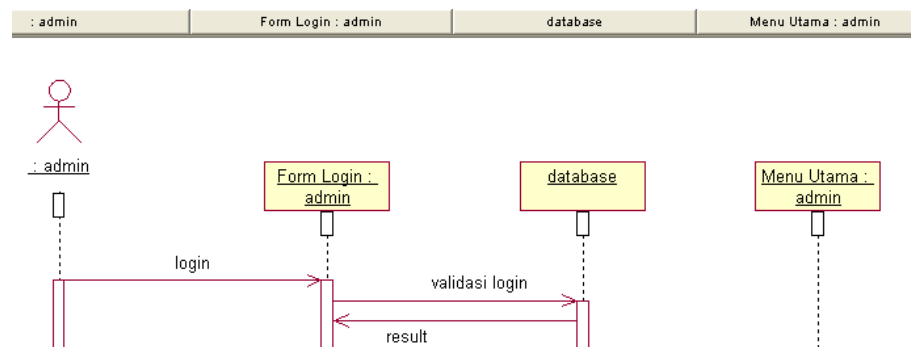 : admin
Form Login : admin
database
Menu Utama : admin
: admin
Form Login :
admin
database
Menu Utama :
admin
login
validasi login
result